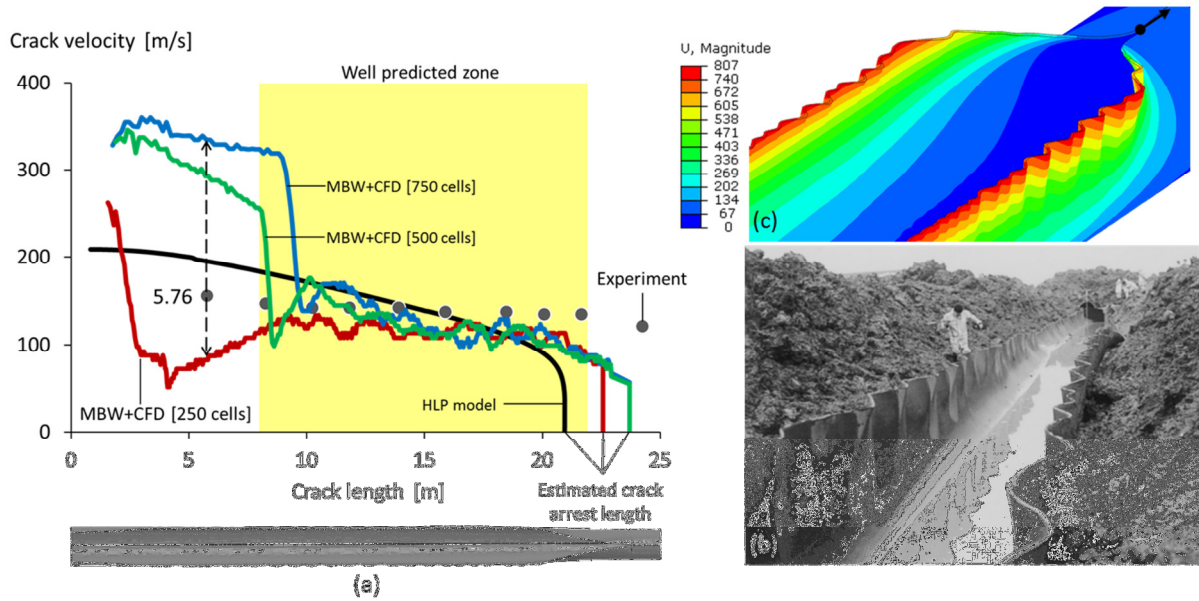 Crack velocity [m/s]
Well predicted zone
400
300
200
100
0
MBW+CFD [750 cells]
MBW+CFD [500 cells]
5.76
Experiment
MBW+CFD [250 cells]
HLP model
0
5
10
15
20
25
Crack length [m]
Estimated crack
arrest length
(a)
U, Magnitude
807
740
672
605
538
471
403
336
269
202
134
67
0
(c)
(b)